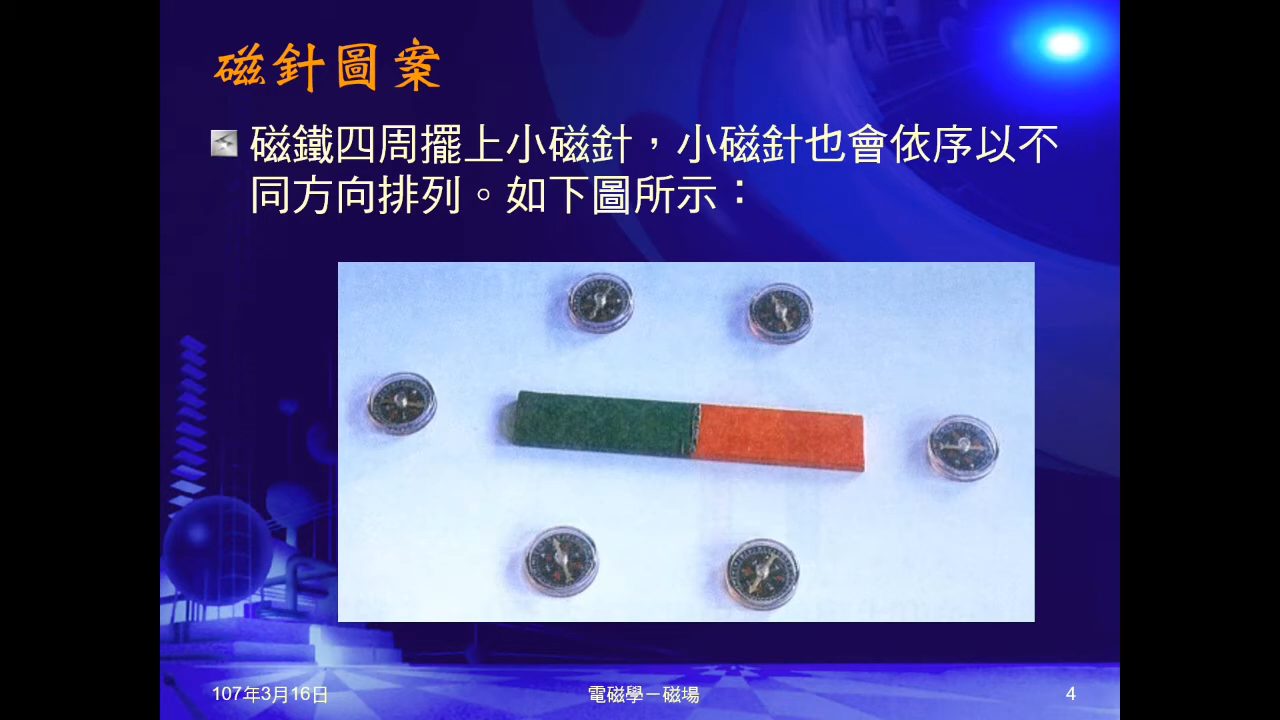 磁針圖案
磁鐵四周擺上小磁針，小磁針也會依序以不
同方向排列。如下圖所示：
107年3月16日
電磁學－磁場
4